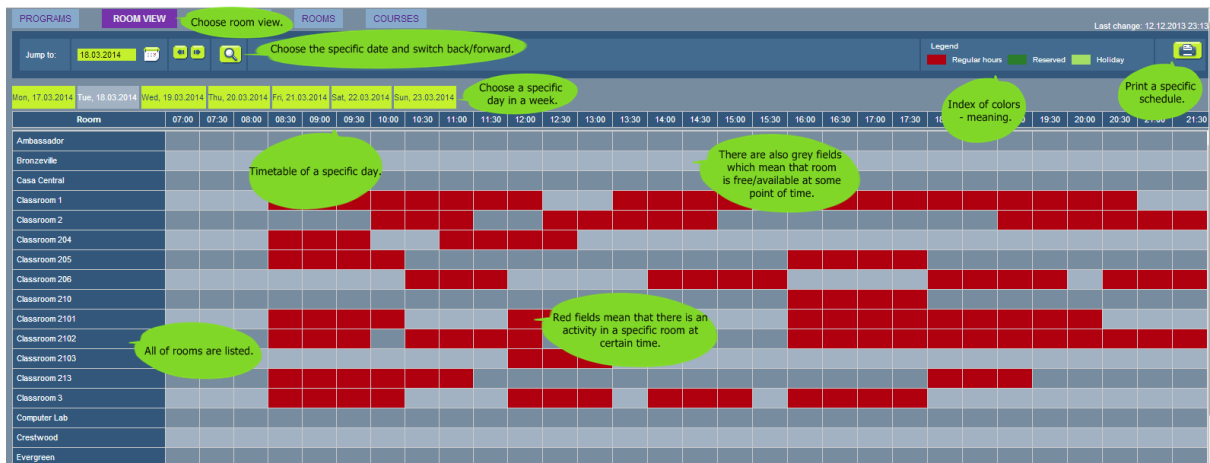 PROGRAMS
ROOM VIEW
Choose room view.
ROOMS
COURSES
Last change: 12.12.2013 23:13
Jump to:
18.03.2014
Choose the specific date and switch back/forward.
Legend
Regular hours
Reserved
Holiday
Print a specific
schedule.
Mon, 17.03.2014 Tue, 18.03.2014 Wed, 19.03.2014 Thu, 20.03.2014 Fri, 21.03.2014 Sat, 22.03.2014 Sun, 23.03.2014
Choose a specific
day in a week.
Index of colors
- meaning.
Room 07:00 07:30 08:00 08:30 09:00 09:30 10:00 10:30 11:00 11:30 12:00 12:30 13:00 13:30 14:00 14:30 15:00 15:30 16:00 16:30 17:00 17:30 19:30 20:00 20:30 21:00 21:30
Ambassador
Bronzeville
Casa Central
Timetable of a specific day.
There are also grey fields
which mean that room
is free/available at some
point of time.
Classroom 1
Classroom 2
Classroom 204
Classroom 205
Classroom 206
Classroom 210
Classroom 2101
Classroom 2102
Classroom 2103
Red fields mean that there is an
activity in a specific room at
certain time.
All of rooms are listed.
Classroom 213
Classroom 3
Computer Lab
Crestwood
Evergreen